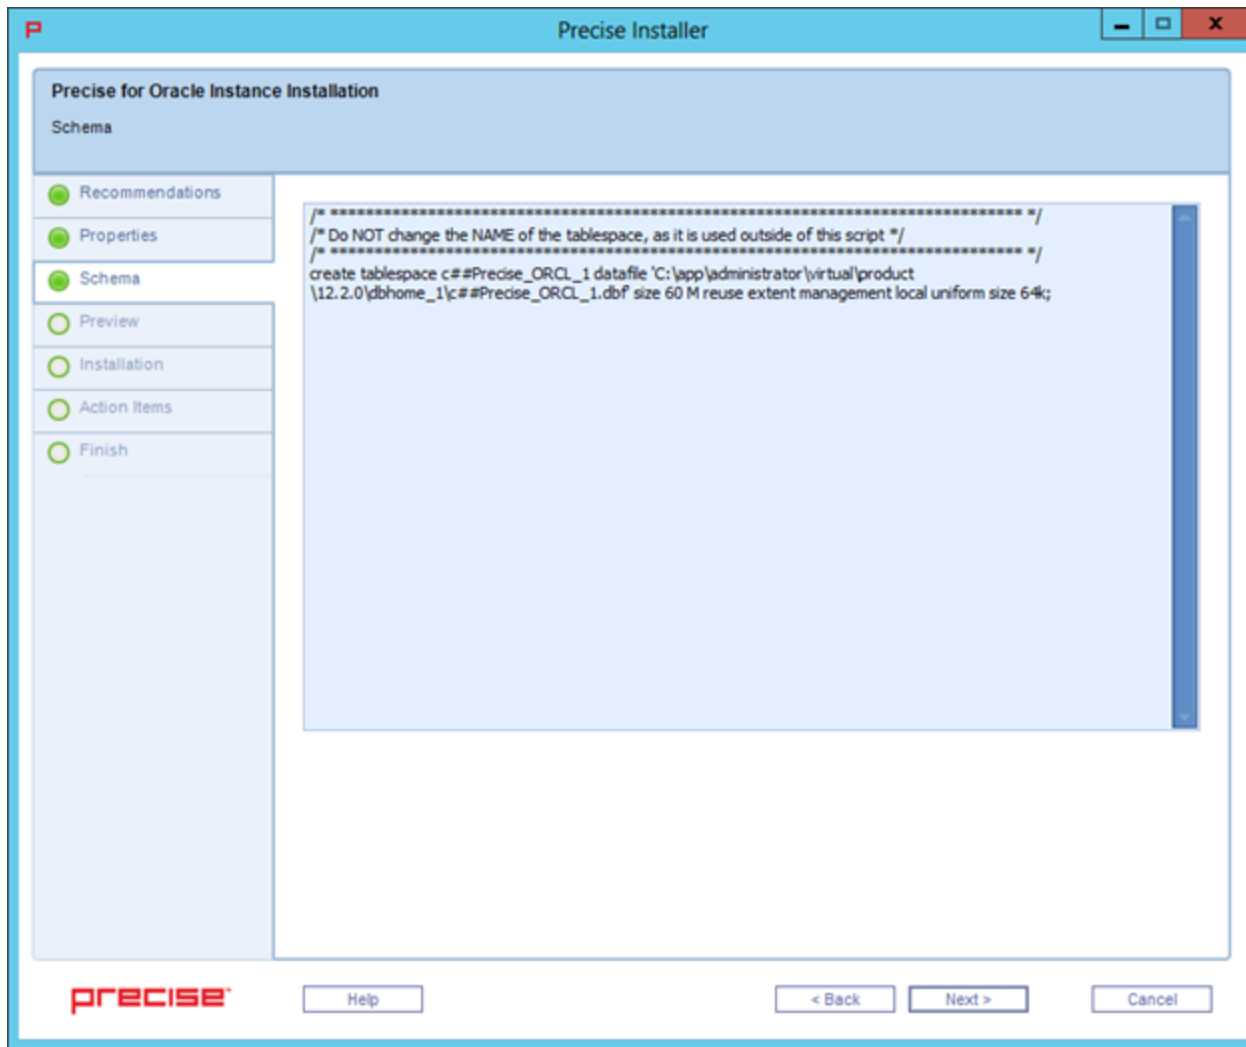 Precise Installer
Precise for Oracle Instance Installation
Schema
Recommendations
Properties
Schema
Preview
Installation
Action Items
Finish
/* ******************************************************************************** */
/* Do NOT change the NAME of the tablespace, as it is used outside of this script */
/* ******************************************************************************** */
create tablespace c##Precise_ORCL_1 datafile 'C:\app\administrator\virtual\product
\12.2.0\dbhome_1\c##Precise_ORCL_1.dbf' size 60 M reuse extent management local uniform size 64k;
precise
Help
< Back
Next >
Cancel